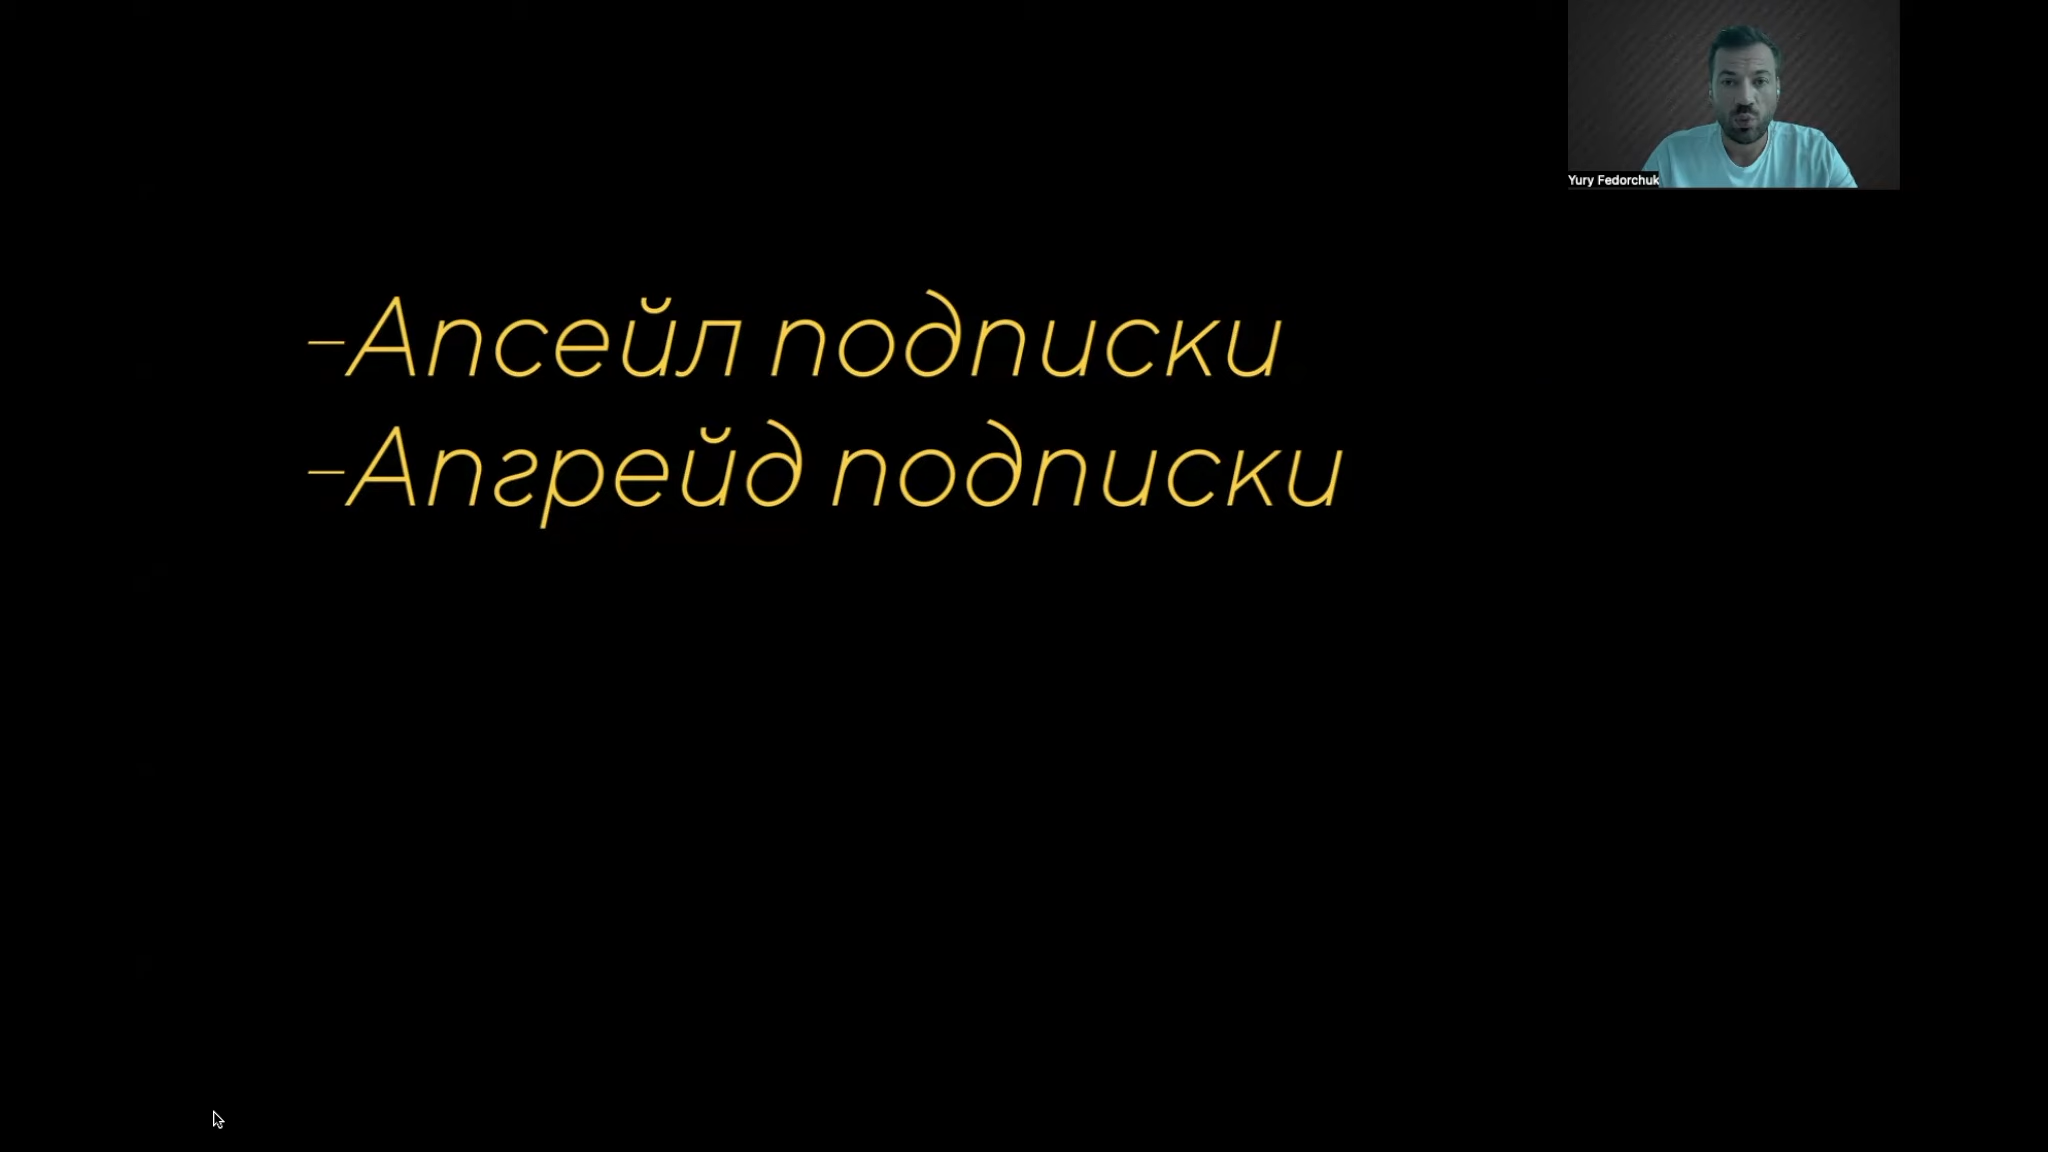 Yury Fedorchuk
–Апсейл подписки
–Апгрейд подписки